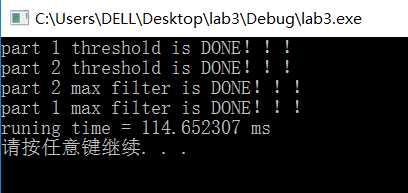 C:\Users\DELL\Desktop\lab3\Debug\lab3.exe
part 1 threshold is DONE！！！
part 2 threshold is DONE！！！
part 2 max filter is DONE！！！
part 1 max filter is DONE！！！
runing time = 114.652307 ms
请按任意键继续. . .